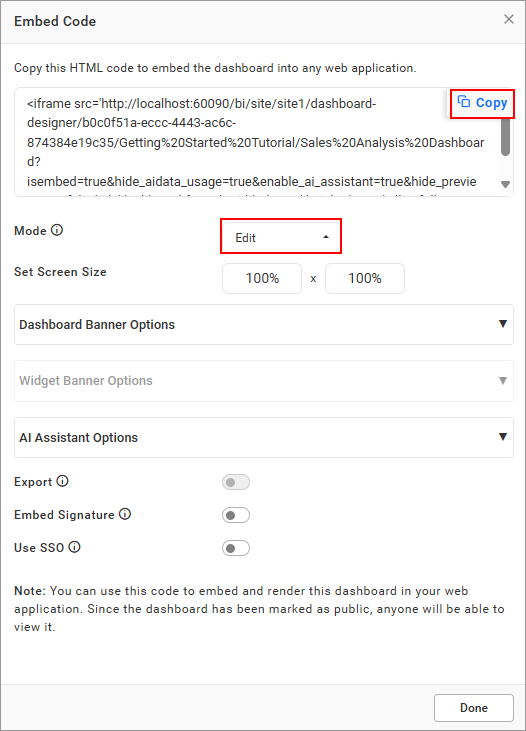 Embed Code
Copy this HTML code to embed the dashboard into any web application.
<iframe src='http://localhost:60090/bi/site/site1/dashboard-
Copy
designer/b0c0f51a-eccc-4443-ac6c-
874384e19c35/Getting%20Started%20Tutorial/Sales%20Analysis%20Dashboar
d?
isembed=true&hide_aidata_usage=true&enable_ai_assistant=true&hide_previe
Mode
Edit
Set Screen Size
100% x 100%
Dashboard Banner Options
Widget Banner Options
AI Assistant Options
Export
Embed Signature
Use SSO
Note: You can use this code to embed and render this dashboard in your web
application. Since the dashboard has been marked as public, anyone will be able to
view it.
Done